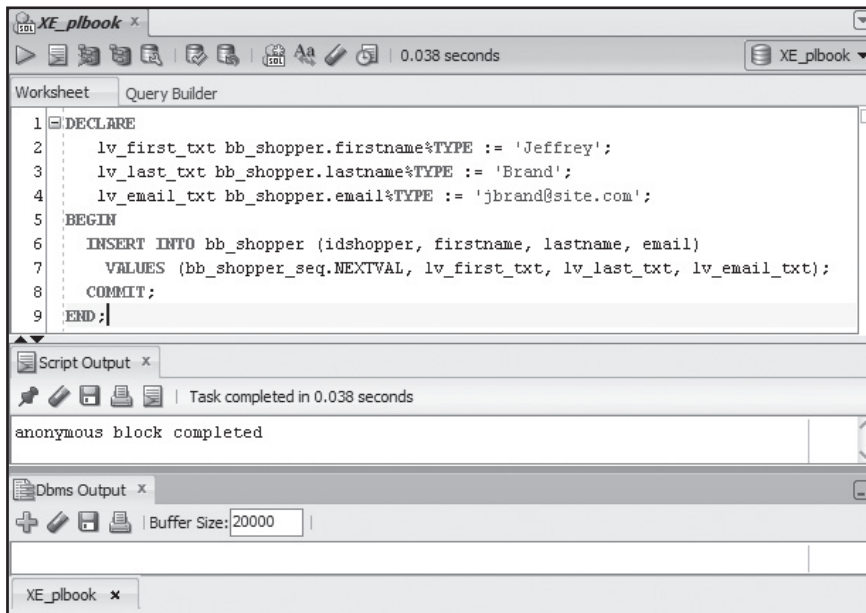 XE_plbook x
0.038 seconds
XE_plbook
Worksheet Query Builder
1 DECLARE
2 lv_first_txt bb_shopper.firstname%TYPE := 'Jeffrey';
3 lv_last_txt bb_shopper.lastname%TYPE := 'Brand';
4 lv_email_txt bb_shopper.email%TYPE := 'jbrand@site.com';
5 BEGIN
6 INSERT INTO bb_shopper (idshopper, firstname, lastname, email)
7 VALUES (bb_shopper_seq.NEXTVAL, lv_first_txt, lv_last_txt, lv_email_txt);
8 COMMIT;
9 END;
Script Output x
Task completed in 0.038 seconds
anonymous block completed
Dbms Output x
Buffer Size: 20000
XE_plbook x